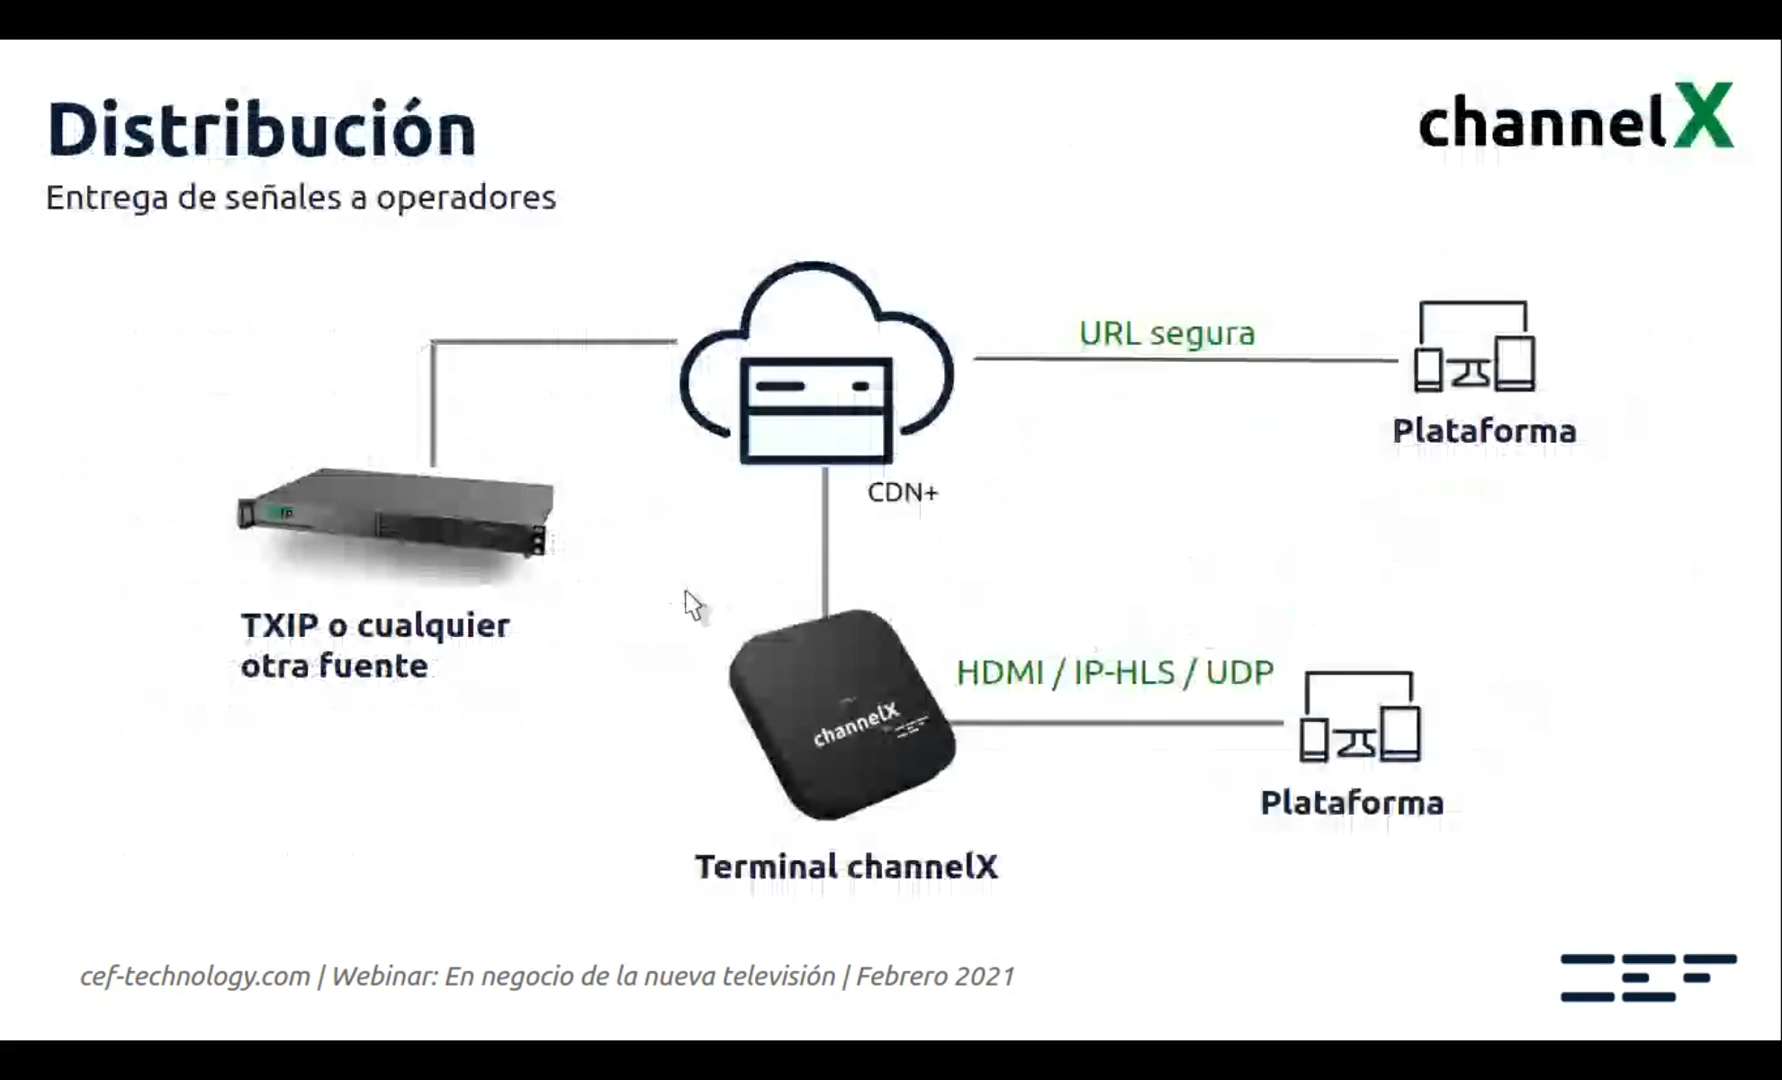 Distribución
channelX
Entrega de señales a operadores
URL segura
Plataforma
CDN+
TXIP o cualquier
otra fuente
HDMI / IP-HLS / UDP
channelX
Plataforma
Terminal channelX
cef-technology.com | Webinar: En negocio de la nueva televisión | Febrero 2021
CEF